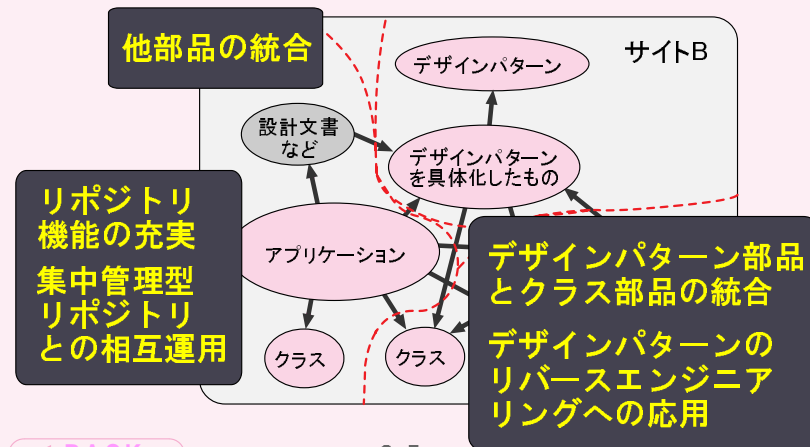 他部品の統合
サイトB
デザインパターン
設計文書
など
デザインパターン
を具体化したもの
リポジトリ
機能の充実
集中管理型
リポジトリ
との相互運用
アプリケーション
デザインパターン部品
とクラス部品の統合
デザインパターンの
リバースエンジニア
リングへの応用
クラス
クラス